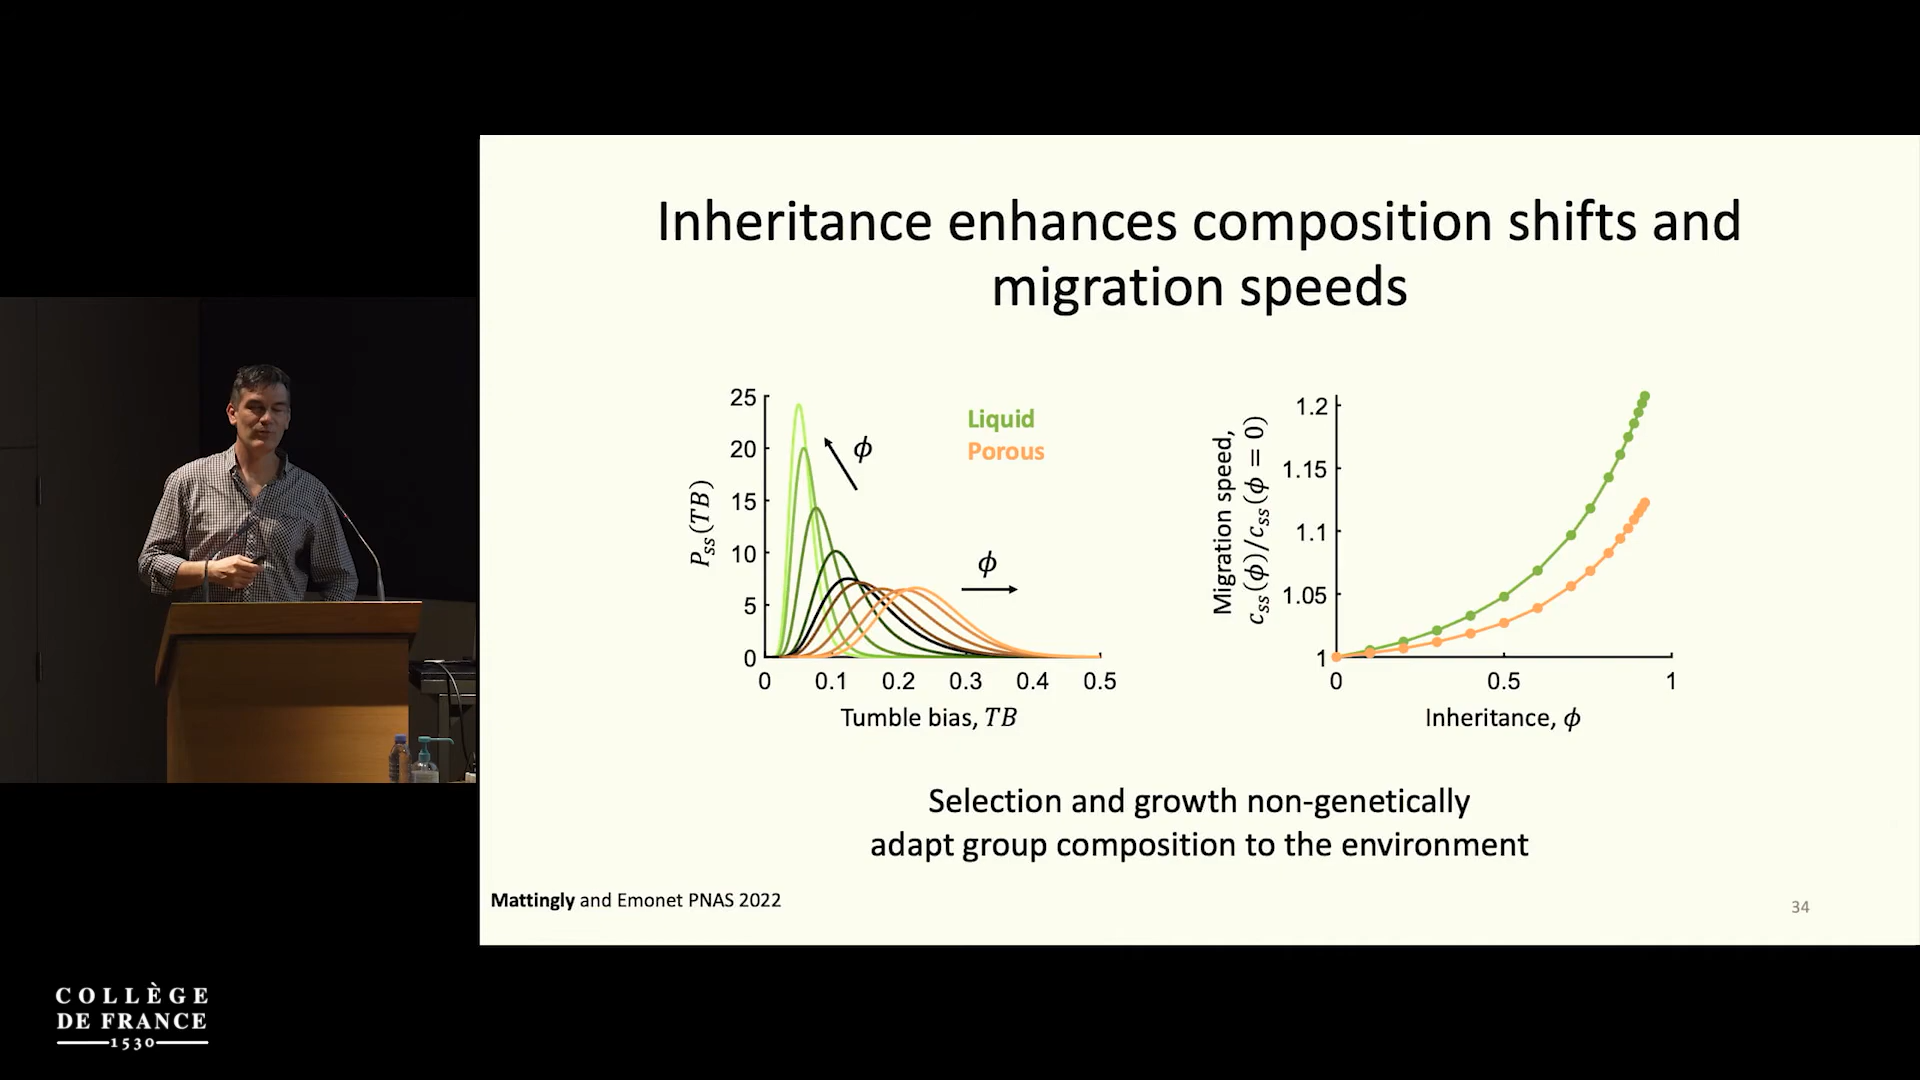 Inheritance enhances composition shifts and
migration speeds
25
20
15
10
5
0
0
0.1
0.2
0.3
0.4
0.5
P_ss(TB)
Tumble bias, TB
Liquid
Porous
ϕ
ϕ
1.2
1.15
1.1
1.05
1
0
0.5
1
Migration speed,
c_ss(ϕ)/c_ss(ϕ = 0)
Inheritance, ϕ
Selection and growth non-genetically
adapt group composition to the environment
Mattingly and Emonet PNAS 2022
34
COLLÈGE
DE FRANCE
1530